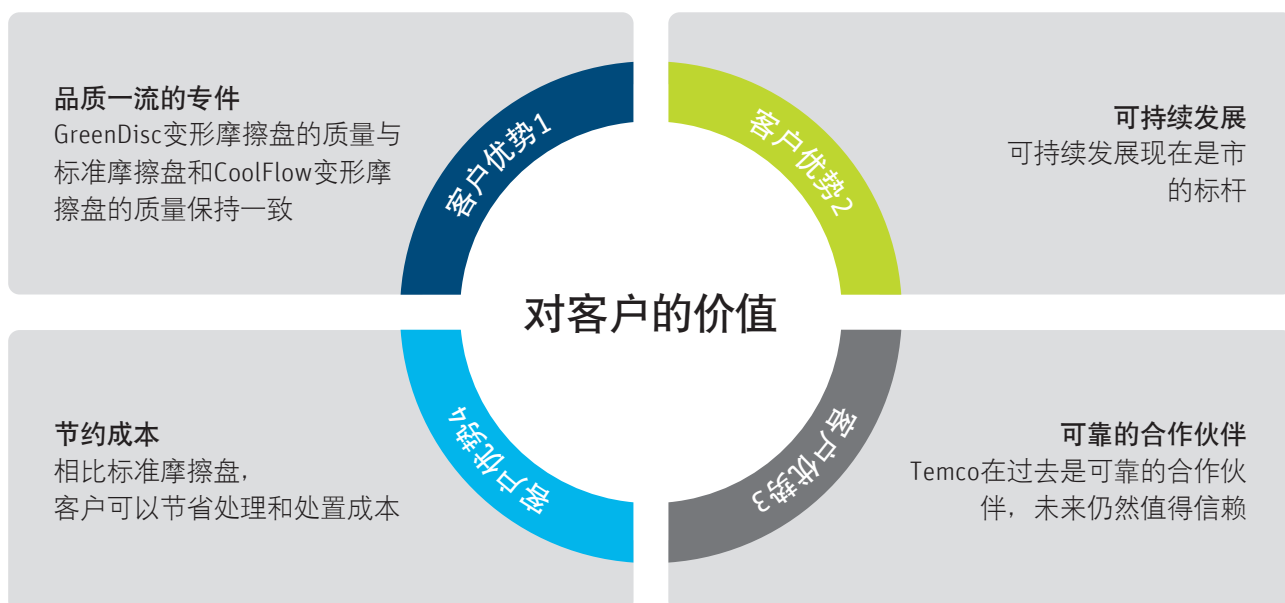 品质一流的专件
GreenDisc变形摩擦盘的质量与
标准摩擦盘和CoolFlow变形摩
擦盘的质量保持一致
客户优势1
客户优势2
可持续发展
可持续发展现在是市
的标杆
对客户的价值
节约成本
相比标准摩擦盘，
客户可以节省处理和处置成本
客户优势4
客户优势3
可靠的合作伙伴
Temco在过去是可靠的合作伙
伴，未来仍然值得信赖